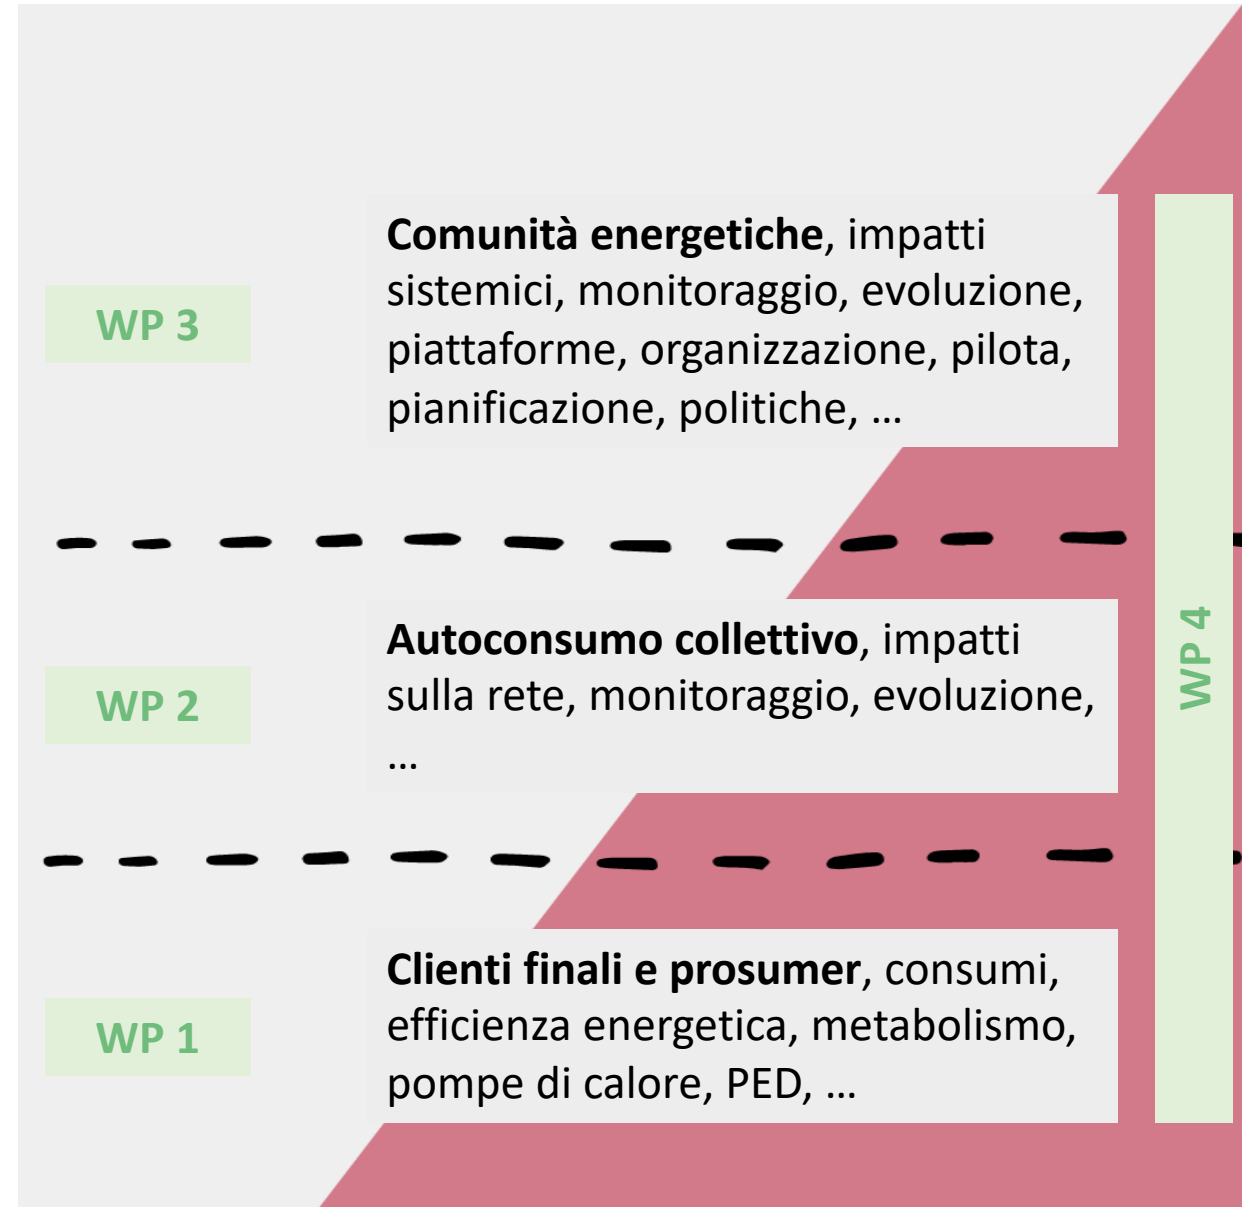 WP 3
Comunità energetiche, impatti
sistemici, monitoraggio, evoluzione,
piattaforme, organizzazione, pilota,
pianificazione, politiche, …
WP 2
Autoconsumo collettivo, impatti
sulla rete, monitoraggio, evoluzione,
…
WP 1
Clienti finali e prosumer, consumi,
efficienza energetica, metabolismo,
pompe di calore, PED, …
WP 4